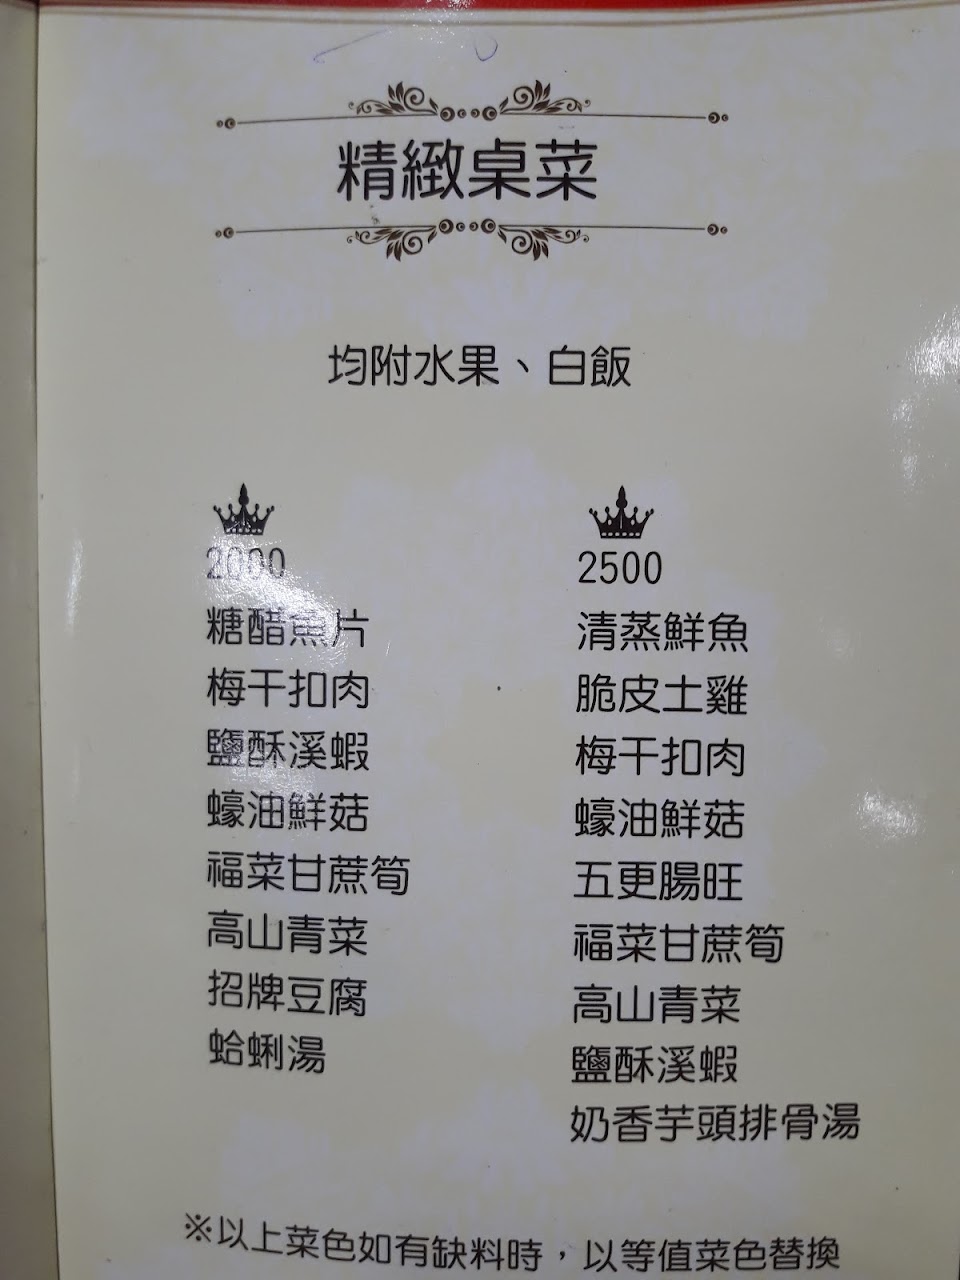 精緻桌菜
均附水果、白飯
2000
糖醋魚片
梅干扣肉
鹽酥溪蝦
蠔油鮮菇
福菜甘蔗筍
高山青菜
招牌豆腐
蛤蜊湯
2500
清蒸鮮魚
脆皮土雞
梅干扣肉
蠔油鮮菇
五更腸旺
福菜甘蔗筍
高山青菜
鹽酥溪蝦
奶香芋頭排骨湯
※以上菜色如有缺料時，以等值菜色替換